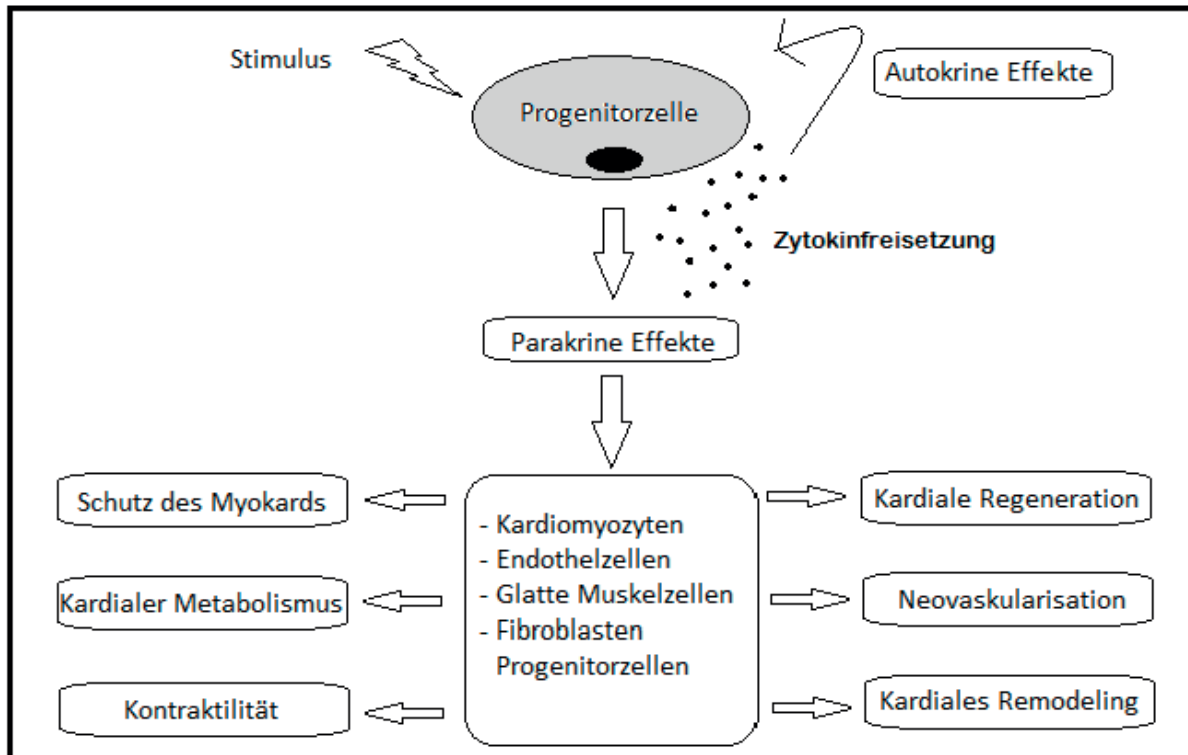 Stimulus
Progenitorzelle
Autokrine Effekte
Zytokinfreisetzung
Parakrine Effekte
Schutz des Myokards
Kardialer Metabolismus
Kontraktilität
- Kardiomyozyten
- Endothelzellen
- Glatte Muskelzellen
- Fibroblasten
Progenitorzellen
Kardiale Regeneration
Neovaskularisation
Kardiales Remodeling